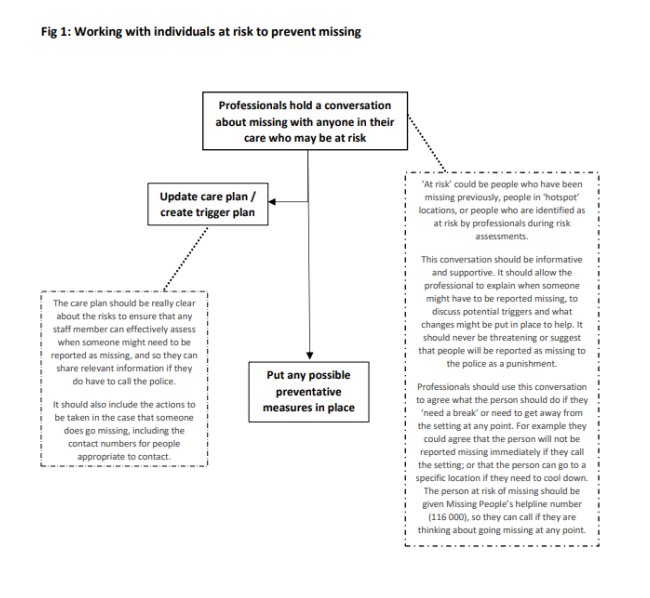 Fig 1: Working with individuals at risk to prevent missing
Professionals hold a conversation
about missing with anyone in their
care who may be at risk
Update care plan /
create trigger plan
The care plan should be really clear
about the risks to ensure that any
staff member can effectively assess
when someone might need to be
reported as missing, and so they can
share relevant information if they
do have to call the police.
It should also include the actions to
be taken in the case that someone
does go missing, including the
contact numbers for people
appropriate to contact.
Put any possible
preventative
measures in place
'At risk' could be people who have been
missing previously, people in 'hotspot'
locations, or people who are identified as
at risk by professionals during risk
assessments.
This conversation should be informative
and supportive. It should allow the
professional to explain when someone
might have to be reported missing, to
discuss potential triggers and what
changes might be put in place to help. It
should never be threatening or suggest
that people will be reported as missing to
the police as a punishment.
Professionals should use this conversation
to agree what the person should do if they
'need a break' or need to get away from
the setting at any point. For example they
could agree that the person will not be
reported missing immediately if they call
the setting; or that the person can go to a
specific location if they need to cool down.
The person at risk of missing should be
given Missing People's helpline number
(116 000), so they can call if they are
thinking about going missing at any point.